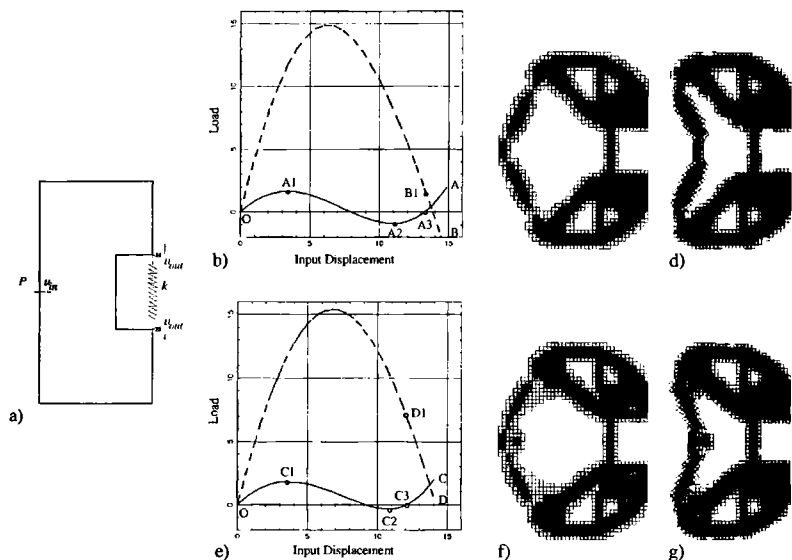 a)
P
u_in
u_out
k
u_out
b)
Load
15
10
5
0
O
A1
A2
A3
A
B1
B
0
5
10
15
Input Displacement
d)
e)
Load
15
10
5
0
O
C1
C2
C3
C
D1
D
0
5
10
15
Input Displacement
f)
g)